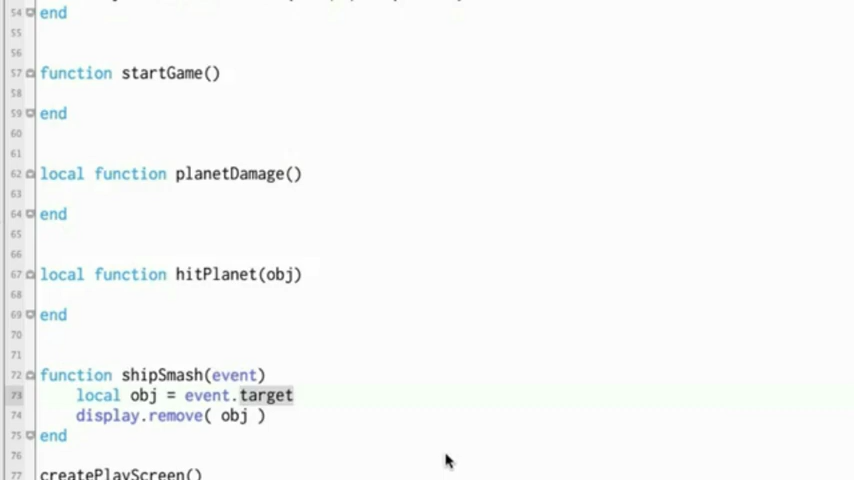 54 end
55
56
57 function startGame()
58
59 end
60
61
62 local function planetDamage()
63
64 end
65
66
67 local function hitPlanet(obj)
68
69 end
70
71
72 function shipSmash(event)
73 local obj = event.target
74 display.remove( obj )
75 end
76
77 createPlayScreen()